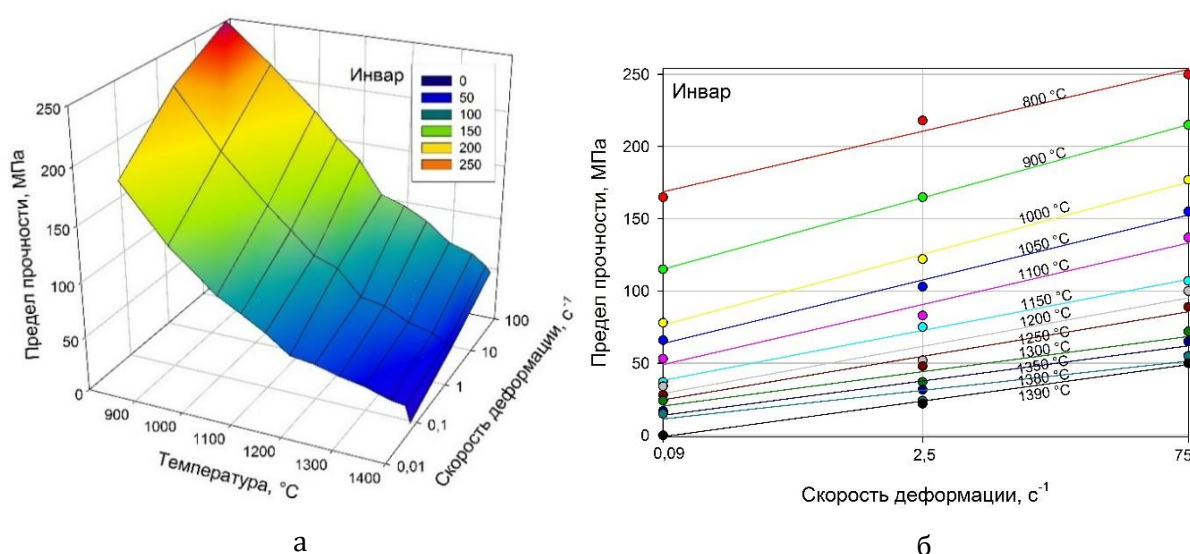 Инвар
0
50
100
150
200
250
250
200
150
100
50
0
Предел прочности, МПа
900
1000
1100
1200
1300
1400
Температура, °С
0,01
0,1
1
10
100
Скорость деформации, с⁻¹
а
Инвар
250
200
150
100
50
0
Предел прочности, МПа
800 °C
900 °C
1000 °C
1050 °C
1100 °C
1150 °C
1200 °C
1250 °C
1300 °C
1350 °C
1380 °C
1390 °C
0,09
2,5
75
Скорость деформации, с⁻¹
б